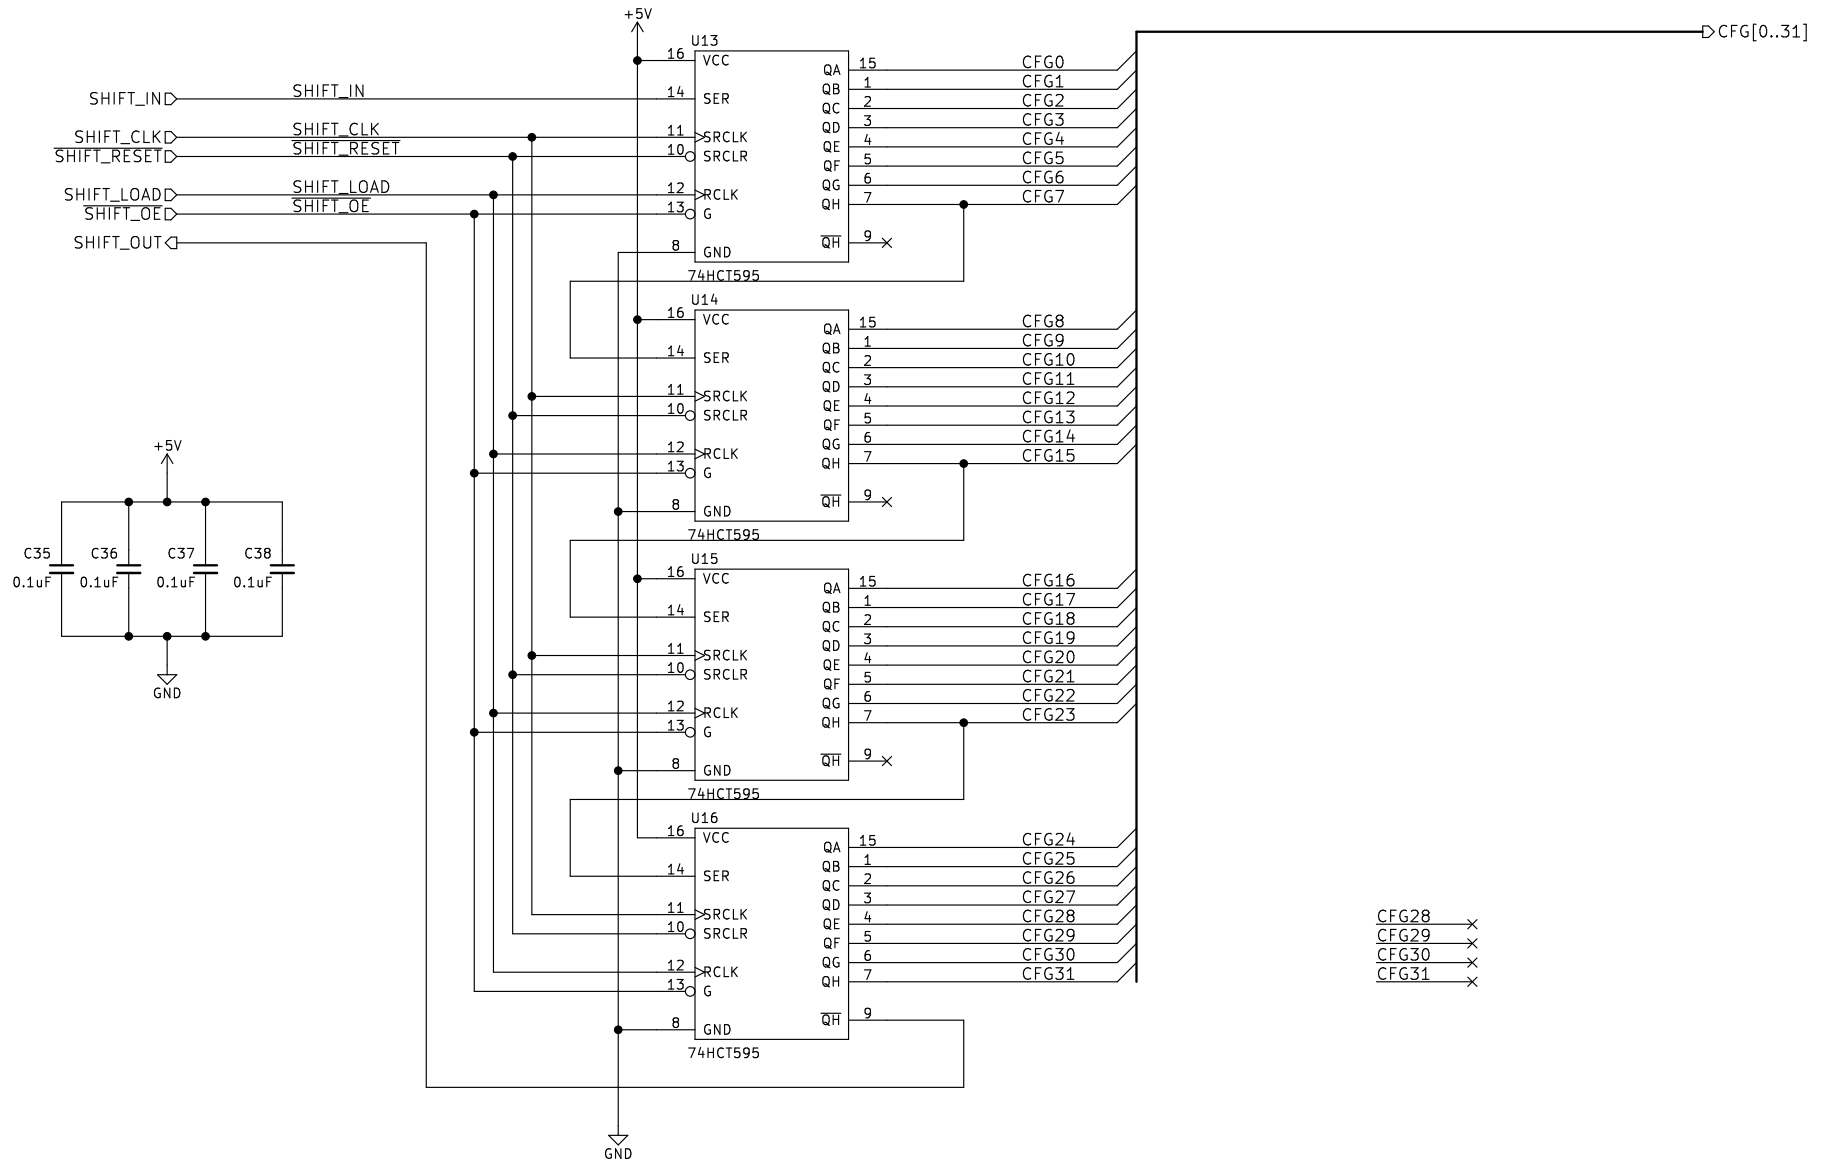 +5V
CFG[0..31]
U13
16 VCC
QA 15 CFG0
QB 1 CFG1
SHIFT_IN SHIFT_IN 14 SER
QC 2 CFG2
QD 3 CFG3
SHIFT_CLK SHIFT_CLK 11 SRCLK
QE 4 CFG4
SHIFT_RESET SHIFT_RESET 10 SRCLR
QF 5 CFG5
QG 6 CFG6
SHIFT_LOAD SHIFT_LOAD 12 RCLK
QH 7 CFG7
SHIFT_OE SHIFT_OE 13 G
SHIFT_OUT
QH 9
8 GND
74HCT595
U14
16 VCC
QA 15 CFG8
QB 1 CFG9
14 SER
QC 2 CFG10
QD 3 CFG11
11 SRCLK
QE 4 CFG12
10 SRCLR
QF 5 CFG13
QG 6 CFG14
12 RCLK
QH 7 CFG15
13 G
QH 9
8 GND
74HCT595
+5V
C35 C36 C37 C38
0.1uF 0.1uF 0.1uF 0.1uF
GND
U15
16 VCC
QA 15 CFG16
QB 1 CFG17
14 SER
QC 2 CFG18
QD 3 CFG19
11 SRCLK
QE 4 CFG20
10 SRCLR
QF 5 CFG21
QG 6 CFG22
12 RCLK
QH 7 CFG23
13 G
QH 9
8 GND
74HCT595
U16
16 VCC
QA 15 CFG24
QB 1 CFG25
14 SER
QC 2 CFG26
QD 3 CFG27
11 SRCLK
QE 4 CFG28
10 SRCLR
QF 5 CFG29
QG 6 CFG30
12 RCLK
QH 7 CFG31
13 G
QH 9
8 GND
74HCT595
CFG28
CFG29
CFG30
CFG31
GND